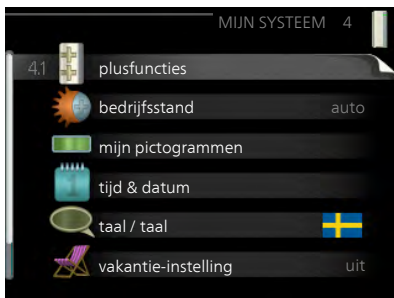 MIJN SYSTEEM 4
4.1 plusfuncties
bedrijfsstand auto
mijn pictogrammen
tijd & datum
taal / taal
vakantie-instelling uit